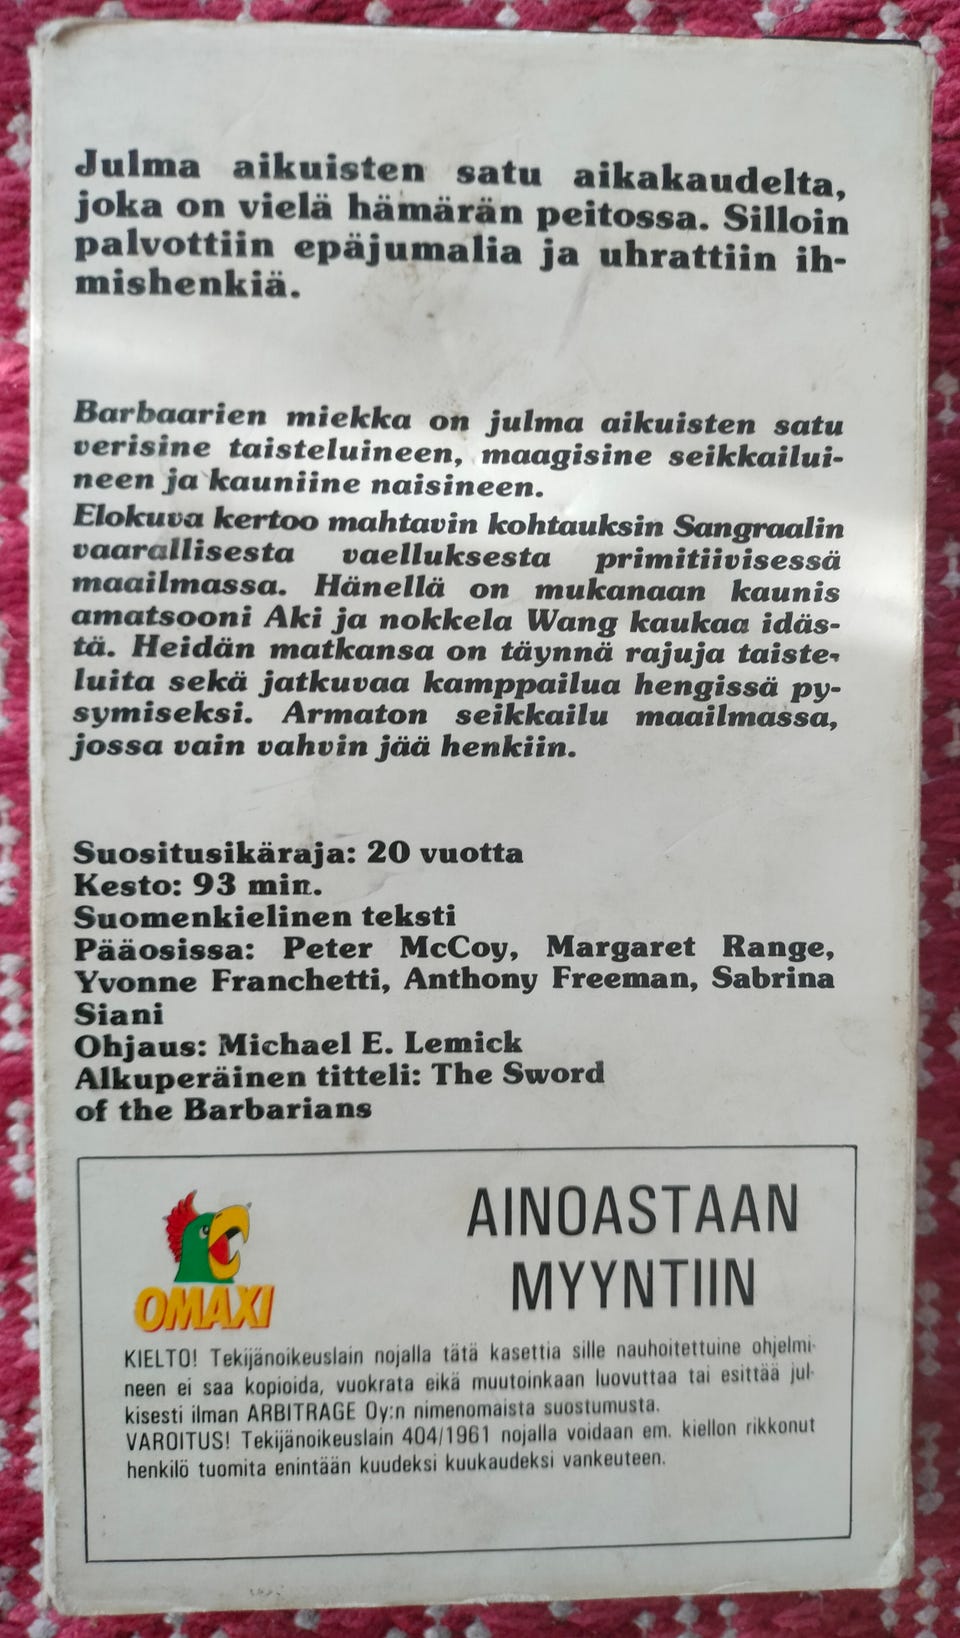 Julma aikuisten satu aikakaudelta,
joka on vielä hämärän peitossa. Silloin
palvottiin epäjumalia ja uhrattiin ih-
mishenkiä.
Barbaarien miekka on julma aikuisten satu
verisine taisteluineen, maagisine seikkailui-
neen ja kauniine naisineen.
Elokuva kertoo mahtavin kohtauksin Sangraalin
vaarallisesta vaelluksesta primitiivisessä
maailmassa. Hänellä on mukanaan kaunis
amatsooni Aki ja nokkela Wang kaukaa idäs-
tä. Heidän matkansa on täynnä rajuja taiste-
luita sekä jatkuvaa kamppailua hengissä py-
symiseksi. Armaton seikkailu maailmassa,
jossa vain vahvin jää henkiin.
Suositusikäraja: 20 vuotta
Kesto: 93 min.
Suomenkielinen teksti
Pääosissa: Peter McCoy, Margaret Range,
Yvonne Franchetti, Anthony Freeman, Sabrina
Siani
Ohjaus: Michael E. Lemick
Alkuperäinen titteli: The Sword
of the Barbarians
OMAXI
AINOASTAAN
MYYNTIIN
KIELTO! Tekijänoikeuslain nojalla tätä kasettia sille nauhoitettuine ohjelmi-
neen ei saa kopioida, vuokrata eikä muutoinkaan luovuttaa tai esittää jul-
kisesti ilman ARBITRAGE Oy:n nimenomaista suostumusta.
VAROITUS! Tekijänoikeuslain 404/1961 nojalla voidaan em. kiellon rikkonut
henkilö tuomita enintään kuudeksi kuukaudeksi vankeuteen.